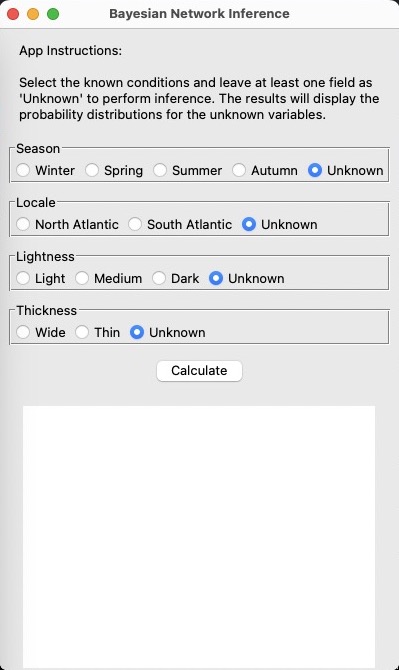 Bayesian Network Inference
App Instructions:
Select the known conditions and leave at least one field as
'Unknown' to perform inference. The results will display the
probability distributions for the unknown variables.
Season
Winter Spring Summer Autumn Unknown
Locale
North Atlantic South Atlantic Unknown
Lightness
Light Medium Dark Unknown
Thickness
Wide Thin Unknown
Calculate